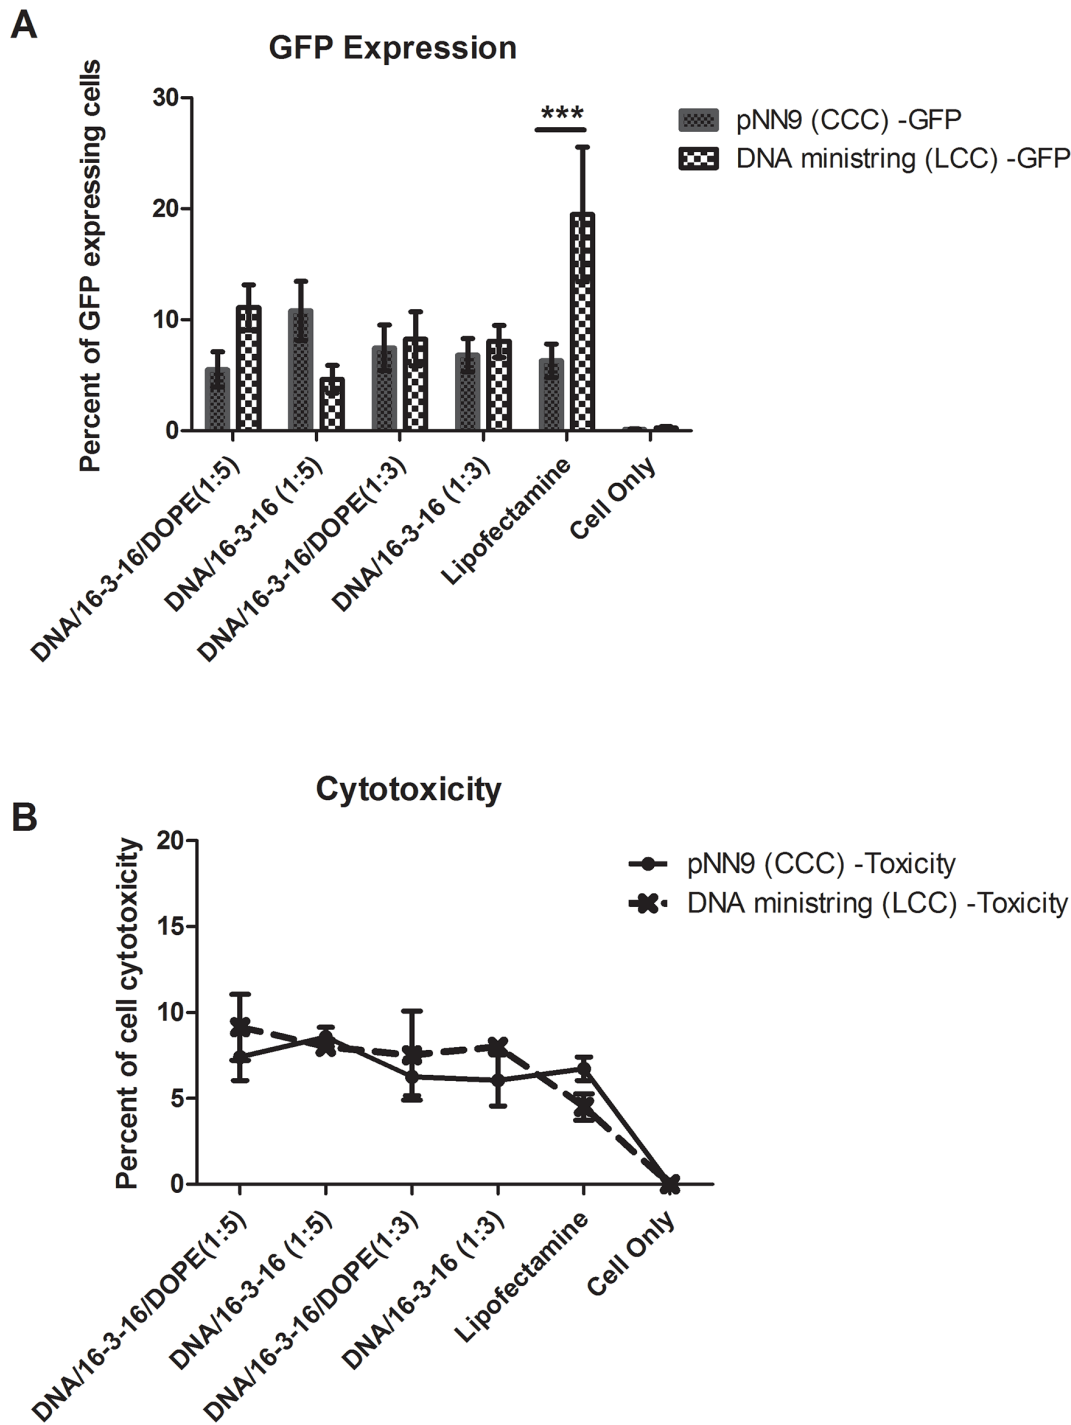 A
GFP Expression
Percent of GFP expressing cells
30
20
10
0
***
pNN9 (CCC) -GFP
DNA ministring (LCC) -GFP
DNA/16-3-16/DOPE(1:5)
DNA/16-3-16 (1:5)
DNA/16-3-16/DOPE(1:3)
DNA/16-3-16 (1:3)
Lipofectamine
Cell Only
B
Cytotoxicity
Percent of cell cytotoxicity
20
15
10
5
0
pNN9 (CCC) -Toxicity
DNA ministring (LCC) -Toxicity
DNA/16-3-16/DOPE(1:5)
DNA/16-3-16 (1:5)
DNA/16-3-16/DOPE(1:3)
DNA/16-3-16 (1:3)
Lipofectamine
Cell Only